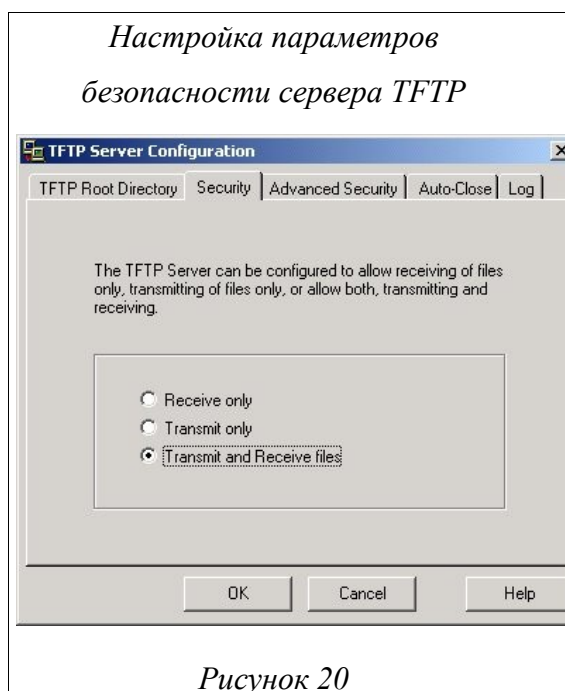 Настройка параметров
безопасности сервера TFTP
TFTP Server Configuration
TFTP Root Directory Security Advanced Security Auto-Close Log
The TFTP Server can be configured to allow receiving of files
only, transmitting of files only, or allow both, transmitting and
receiving.
Receive only
Transmit only
Transmit and Receive files
OK Cancel Help
Рисунок 20